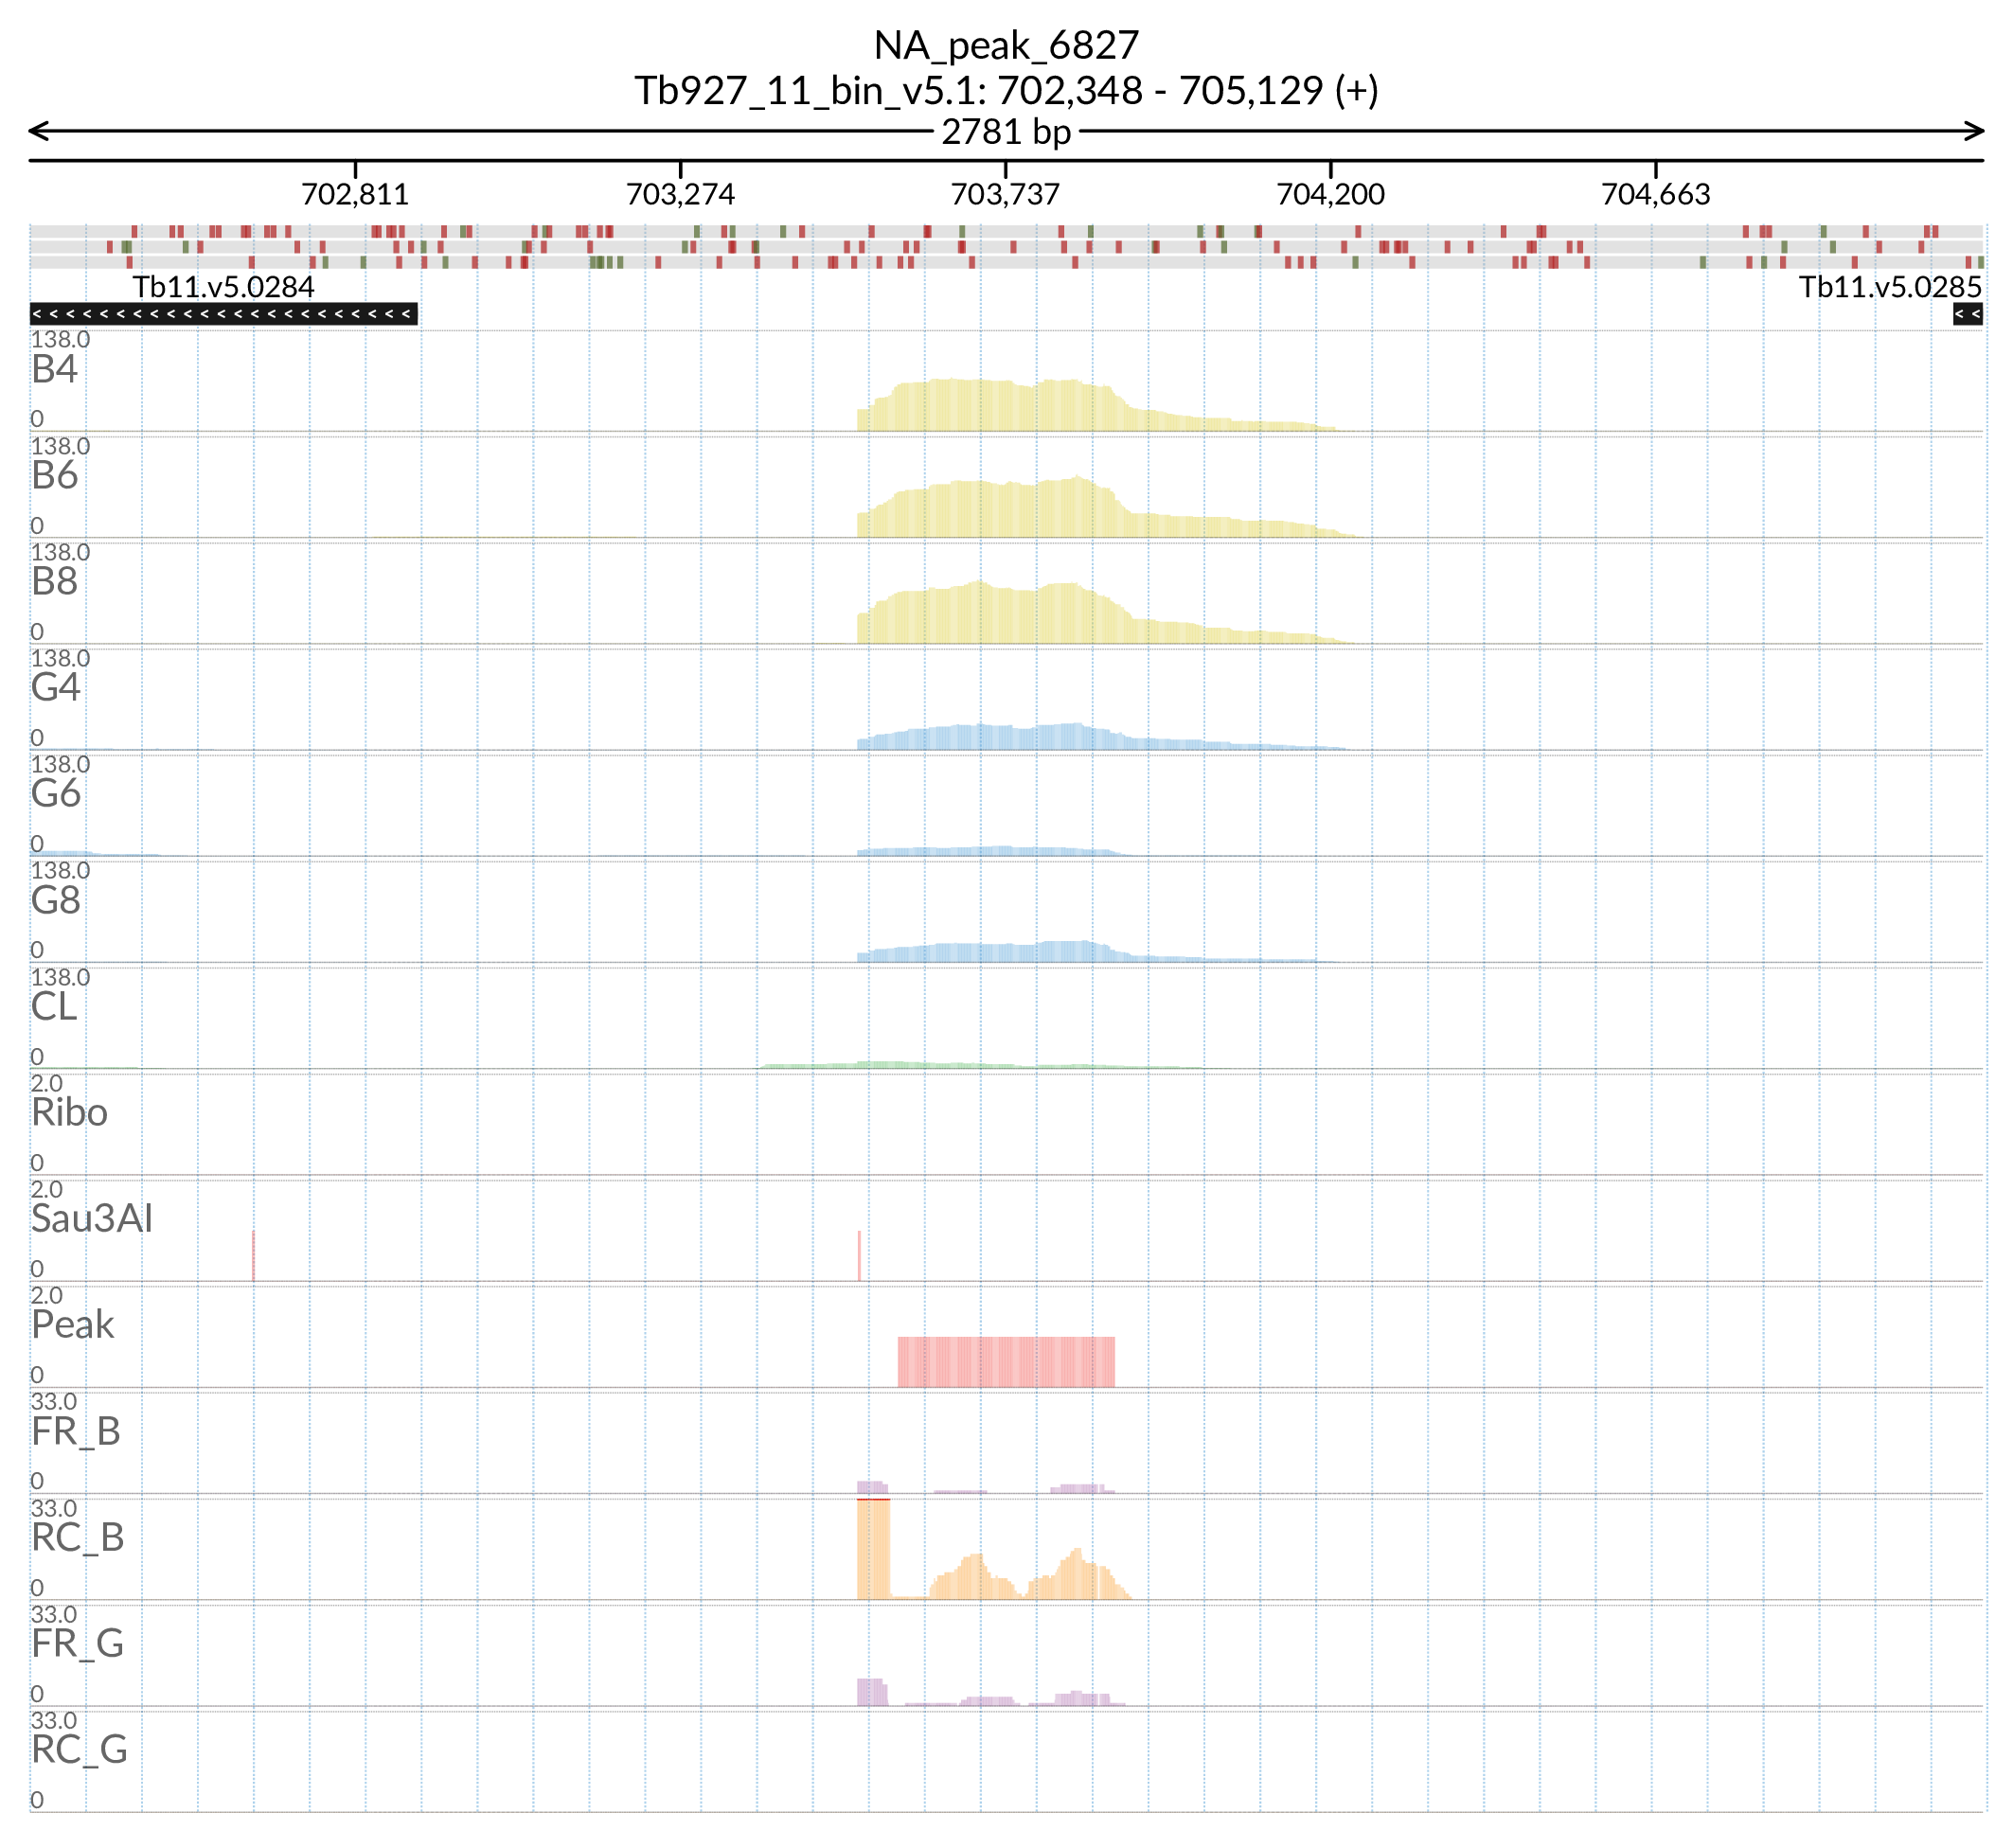 NA_peak_6827
Tb927_11_bin_v5.1: 702,348 - 705,129 (+)
2781 bp
702,811 703,274 703,737 704,200 704,663
Tb11.v5.0284 Tb11.v5.0285
< < < < < < < < < < < < < < < < < < < < < < < < <
138.0
B4
0
138.0
B6
0
138.0
B8
0
138.0
G4
0
138.0
G6
0
138.0
G8
0
138.0
CL
0
2.0
Ribo
0
2.0
Sau3AI
0
2.0
Peak
0
33.0
FR_B
0
33.0
RC_B
0
33.0
FR_G
0
33.0
RC_G
0